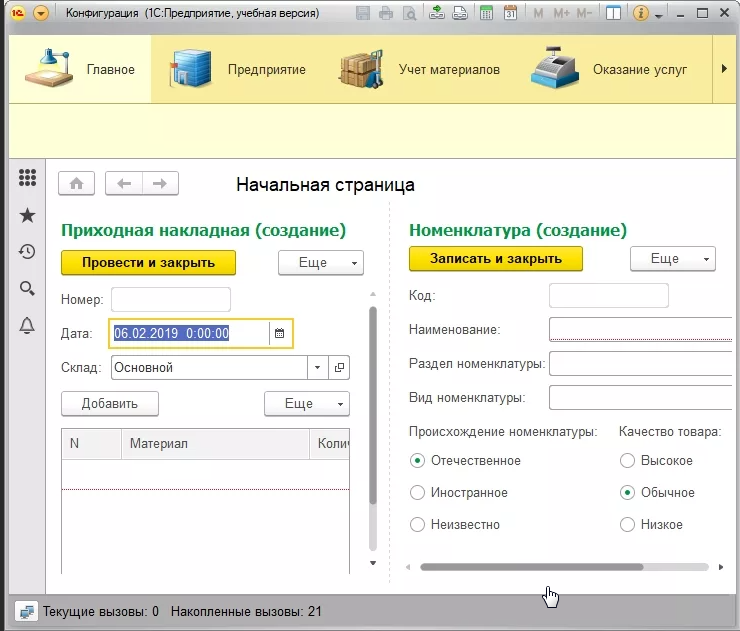 Конфигурация (1С:Предприятие, учебная версия)
M M+ M-
31
Главное Предприятие Учет материалов Оказание услуг
Начальная страница
Приходная накладная (создание)
Провести и закрыть Еще
Номер:
Дата: 06.02.2019 0:00:00
Склад: Основной
Добавить Еще
N Материал Колич
Номенклатура (создание)
Записать и закрыть Еще
Код:
Наименование:
Раздел номенклатуры:
Вид номенклатуры:
Происхождение номенклатуры: Качество товара:
Отечественное Высокое
Иностранное Обычное
Неизвестно Низкое
Текущие вызовы: 0 Накопленные вызовы: 21